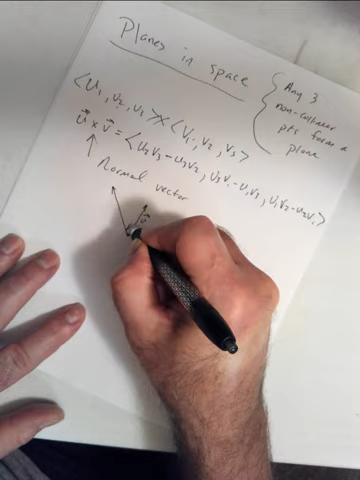 Planes in space
{ Any 3
non-collinear
pts form a
plane
<U₁, U₂, U₃> × <V₁, V₂, V₃>
u⃗ × v⃗ = <U₂V₃ - U₃V₂, U₃V₁ - U₁V₃, U₁V₂ - U₂V₁>
Normal vector